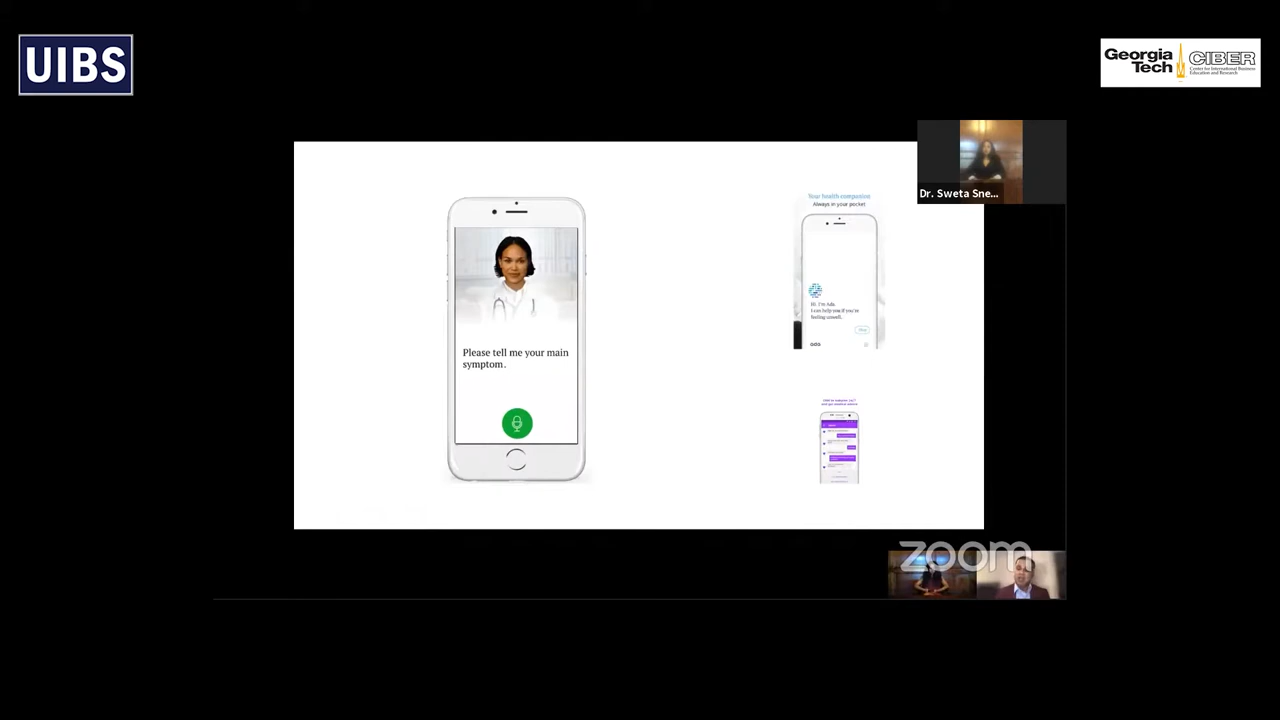 UIBS
Georgia
Tech
CIBER
Center for International Business
Education and Research
Dr. Sweta Sne...
Your health companion
Always in your pocket
Hi, I'm Ada
I can help you if you're
feeling unwell.
ada
Please tell me your main
symptom.
zoom